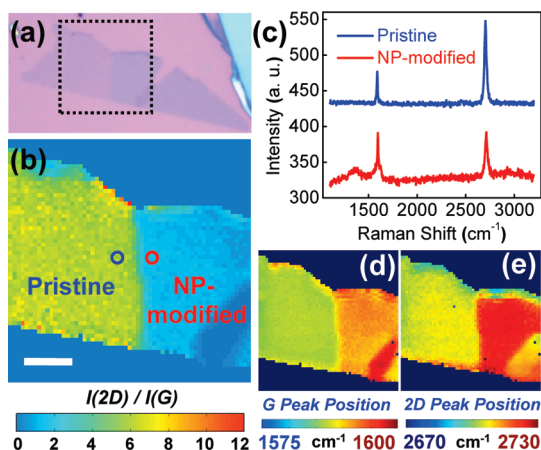 (a)
(b)
Pristine
NP-
modified
I(2D) / I(G)
0 2 4 6 8 10 12
(c)
Intensity (a. u.)
550
500
450
400
350
300
Pristine
NP-modified
1500 2000 2500 3000
Raman Shift (cm-1)
(d)
G Peak Position
1575 cm-1 1600
(e)
2D Peak Position
2670 cm-1 2730